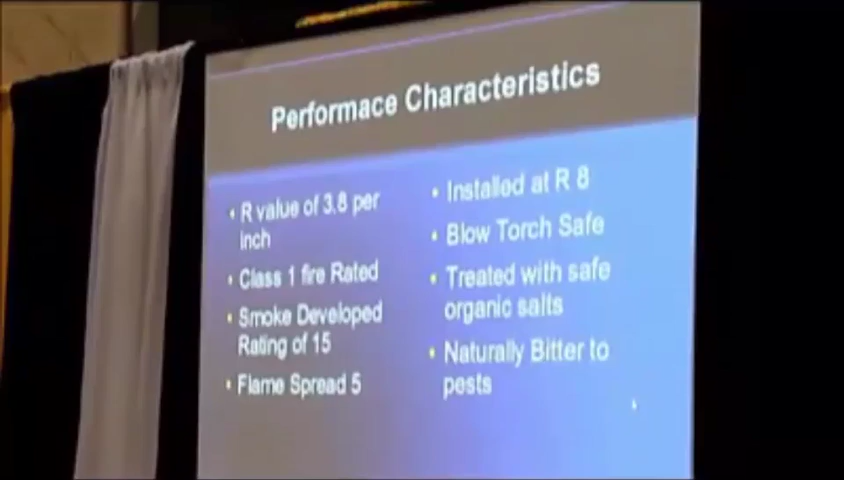 Performace Characteristics
• R value of 3.8 per
inch
• Class 1 fire Rated
• Smoke Developed
Rating of 15
• Flame Spread 5
• Installed at R 8
• Blow Torch Safe
• Treated with safe
organic salts
• Naturally Bitter to
pests